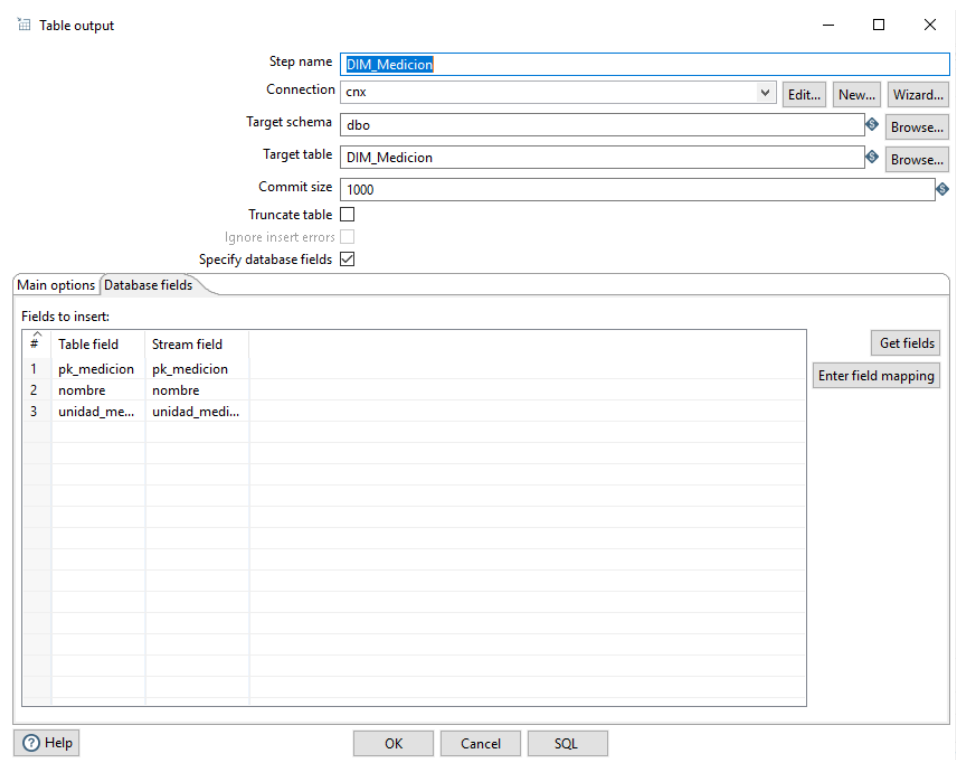 Table output
Step name DIM_Medicion
Connection cnx Edit... New... Wizard...
Target schema dbo Browse...
Target table DIM_Medicion Browse...
Commit size 1000
Truncate table
Ignore insert errors
Specify database fields
Main options Database fields
Fields to insert:
# Table field Stream field Get fields
1 pk_medicion pk_medicion Enter field mapping
2 nombre nombre
3 unidad_me... unidad_medi...
Help OK Cancel SQL